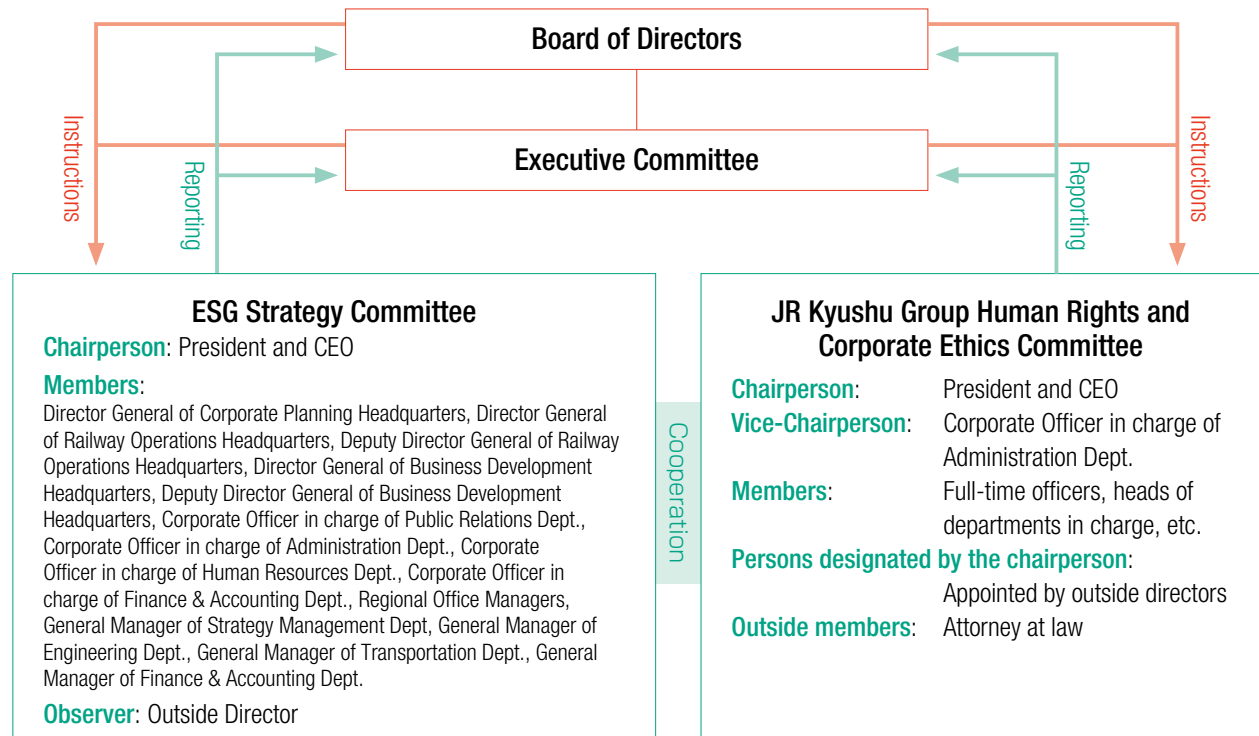 Board of Directors
Executive Committee
Instructions
Reporting
Reporting
Instructions
ESG Strategy Committee
Chairperson: President and CEO
Members:
Director General of Corporate Planning Headquarters, Director General
of Railway Operations Headquarters, Deputy Director General of Railway
Operations Headquarters, Director General of Business Development
Headquarters, Deputy Director General of Business Development
Headquarters, Corporate Officer in charge of Public Relations Dept.,
Corporate Officer in charge of Administration Dept., Corporate
Officer in charge of Human Resources Dept., Corporate Officer in
charge of Finance & Accounting Dept., Regional Office Managers,
General Manager of Strategy Management Dept, General Manager of
Engineering Dept., General Manager of Transportation Dept., General
Manager of Finance & Accounting Dept.
Observer: Outside Director
Cooperation
JR Kyushu Group Human Rights and
Corporate Ethics Committee
Chairperson: President and CEO
Vice-Chairperson: Corporate Officer in charge of
Administration Dept.
Members: Full-time officers, heads of
departments in charge, etc.
Persons designated by the chairperson:
Appointed by outside directors
Outside members: Attorney at law